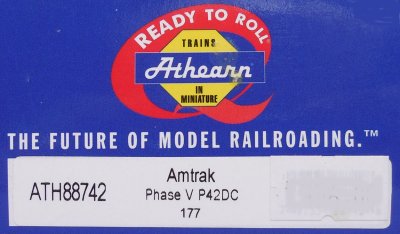 READY TO ROLL
TRAINS
Athearn
IN
MINIATURE
THE FUTURE OF MODEL RAILROADING.™
ATH88742
Amtrak
Phase V P42DC
177